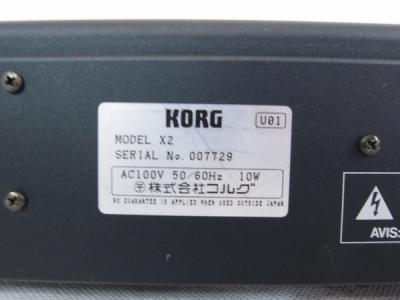 KORG U01
MODEL X2
SERIAL No. 007729
AC100V 50/60Hz 10W
〒株式会社コルグ
NO GUARANTEE IS APPLIED WHEN USED OUTSIDE JAPAN
AVIS: